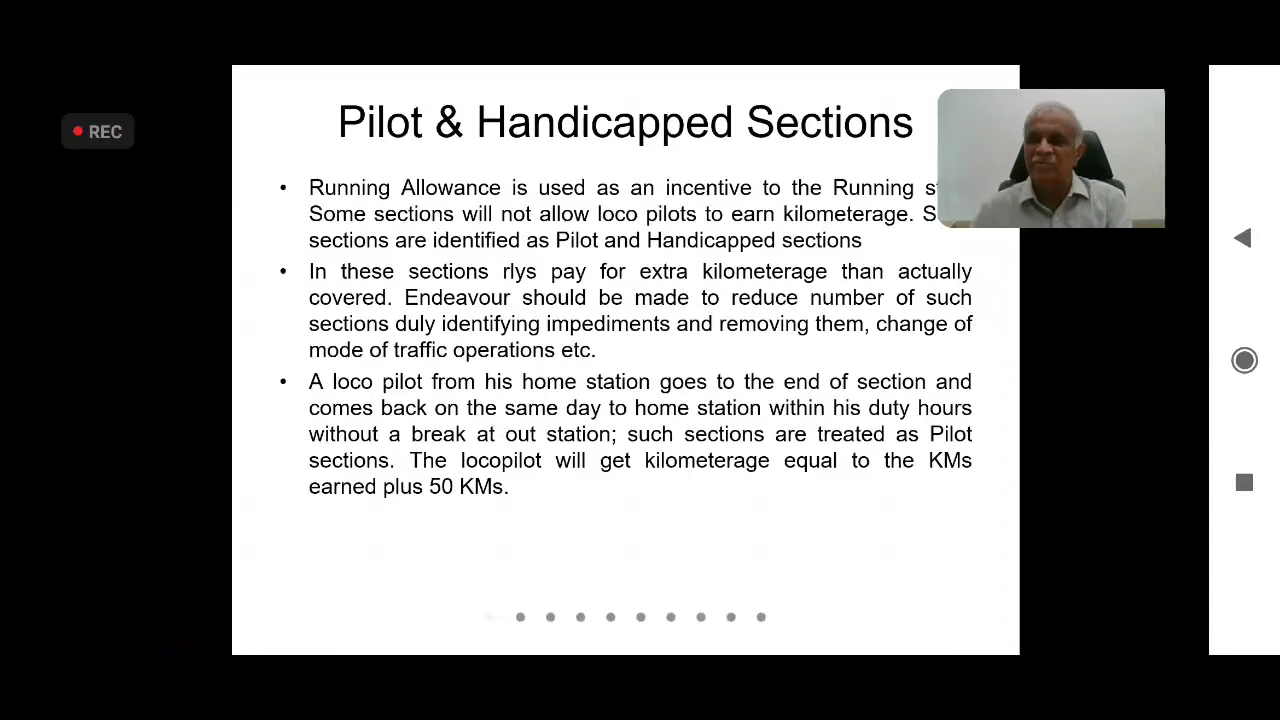 REC
Pilot & Handicapped Sections
• Running Allowance is used as an incentive to the Running
Some sections will not allow loco pilots to earn kilometerage.
sections are identified as Pilot and Handicapped sections
• In these sections rlys pay for extra kilometerage than actually
covered. Endeavour should be made to reduce number of such
sections duly identifying impediments and removing them, change of
mode of traffic operations etc.
• A loco pilot from his home station goes to the end of section and
comes back on the same day to home station within his duty hours
without a break at out station; such sections are treated as Pilot
sections. The locopilot will get kilometerage equal to the KMs
earned plus 50 KMs.